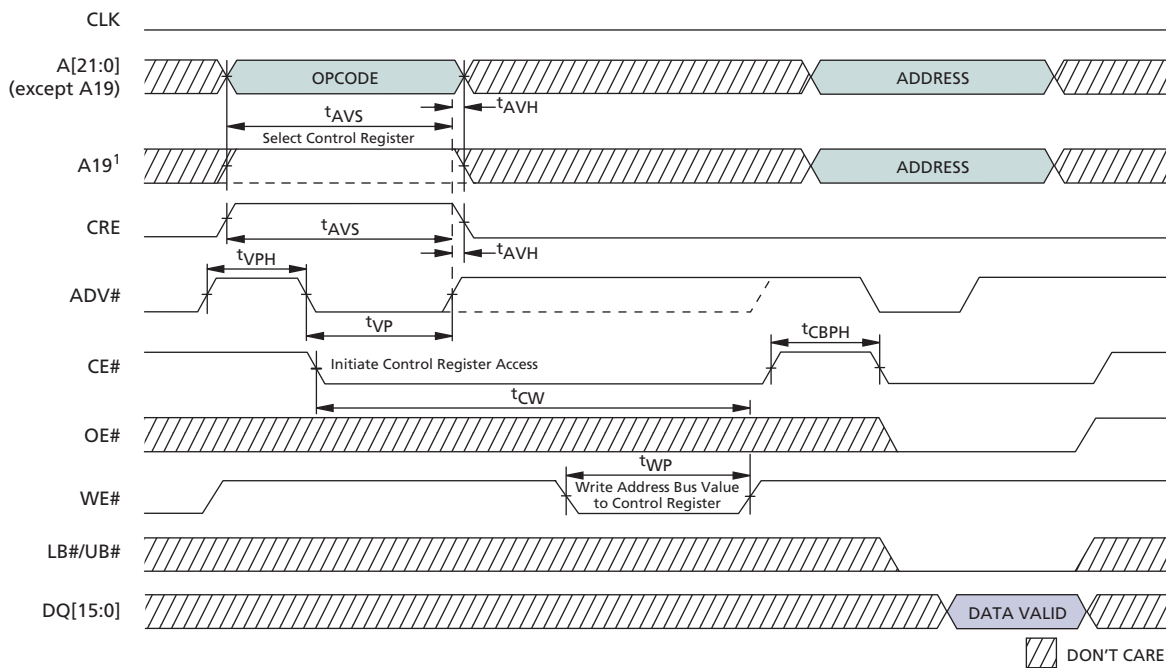 CLK
A[21:0]
(except A19)
OPCODE
ADDRESS
tAVH
tAVS
Select Control Register
A19¹
ADDRESS
CRE
tAVS
tAVH
tVPH
ADV#
tVP
tCBPH
CE#
Initiate Control Register Access
tCW
OE#
tWP
WE#
Write Address Bus Value
to Control Register
LB#/UB#
DQ[15:0]
DATA VALID
DON'T CARE